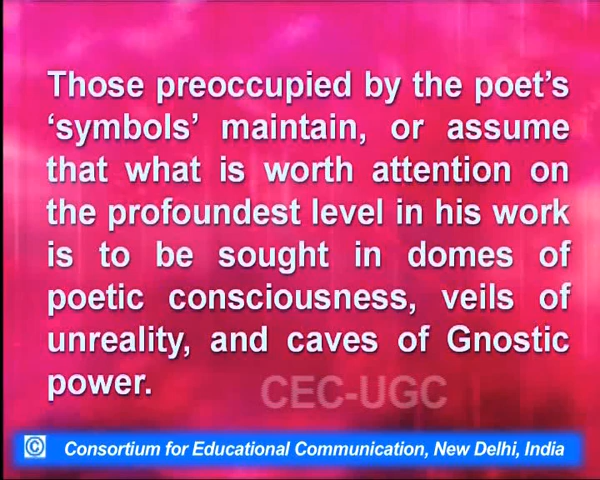 Those preoccupied by the poet’s
‘symbols’ maintain, or assume
that what is worth attention on
the profoundest level in his work
is to be sought in domes of
poetic consciousness, veils of
unreality, and caves of Gnostic
power.
CEC-UGC
© Consortium for Educational Communication, New Delhi, India